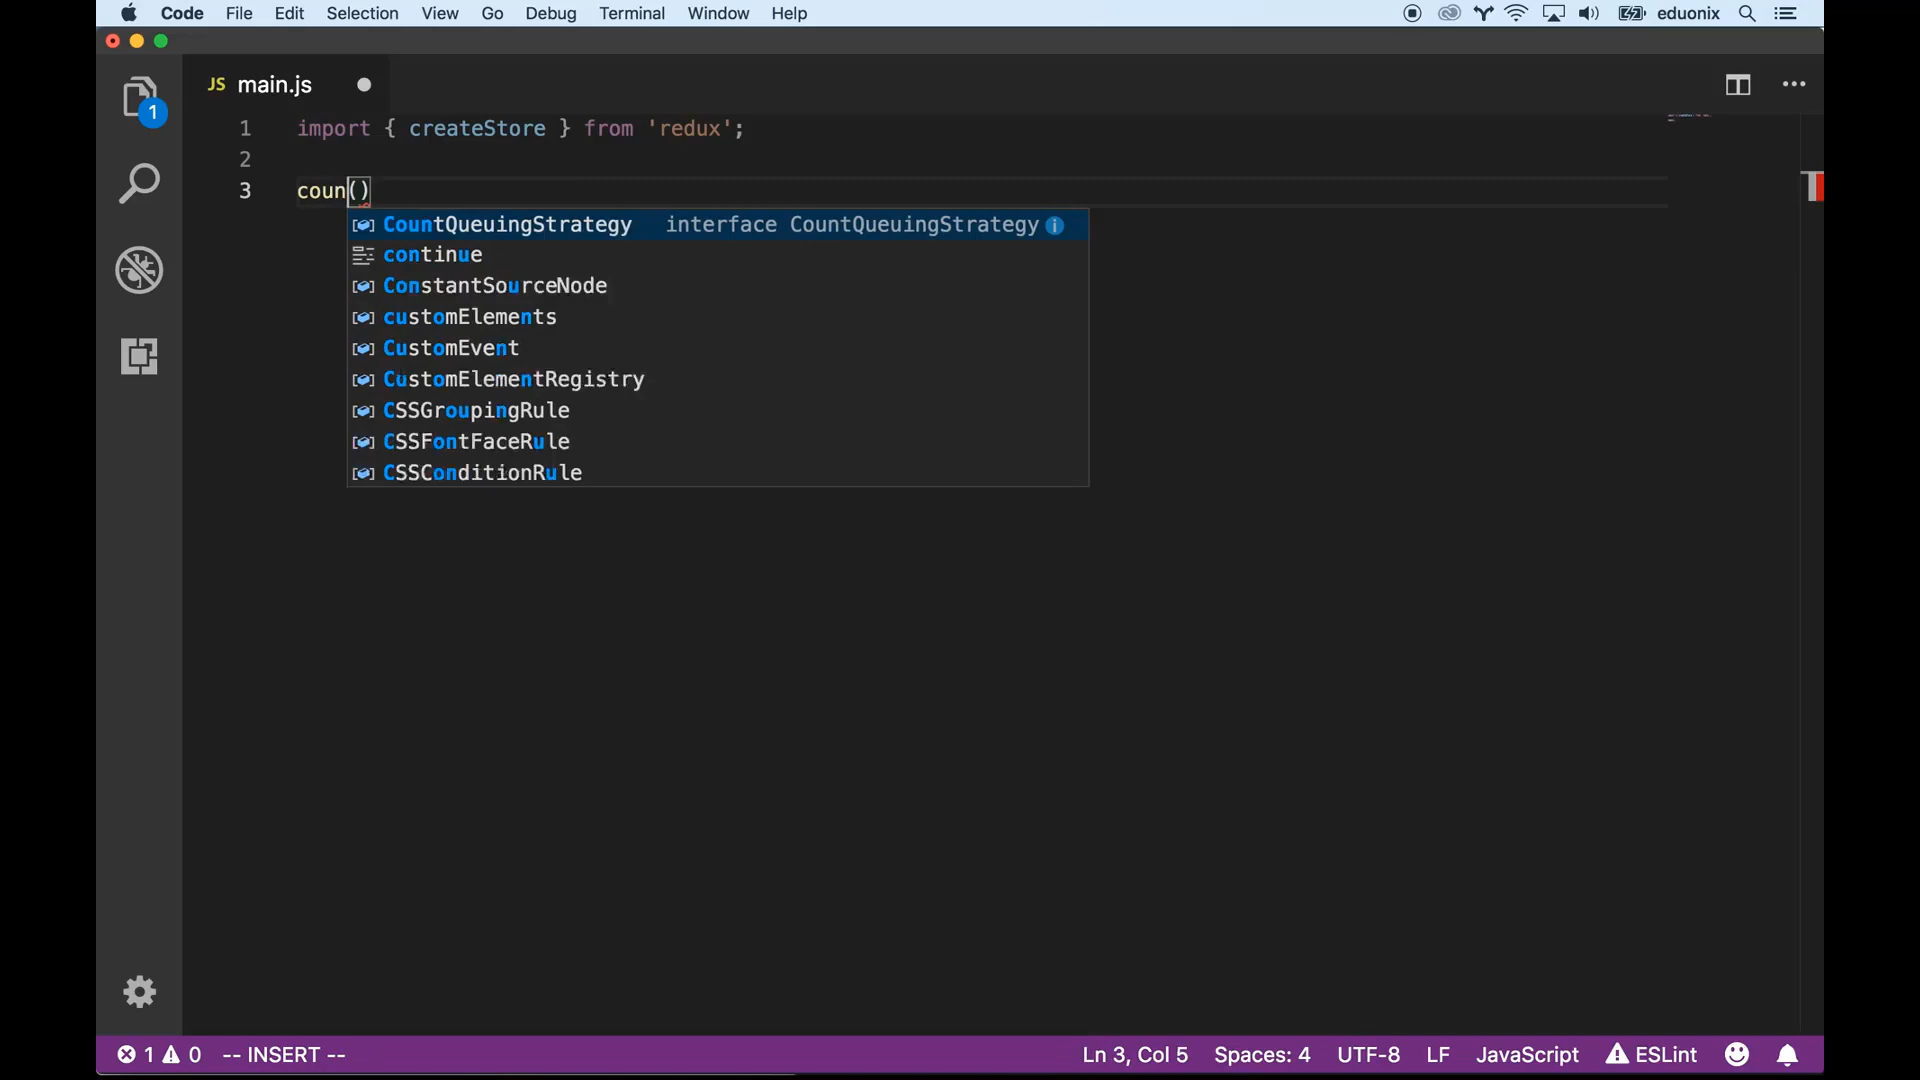 Code File Edit Selection View Go Debug Terminal Window Help eduonix
JS main.js
1
1 import { createStore } from 'redux';
2
3 coun()
CountQueuingStrategy interface CountQueuingStrategy
continue
ConstantSourceNode
customElements
CustomEvent
CustomElementRegistry
CSSGroupingRule
CSSFontFaceRule
CSSConditionRule
1 0 -- INSERT -- Ln 3, Col 5 Spaces: 4 UTF-8 LF JavaScript ESLint